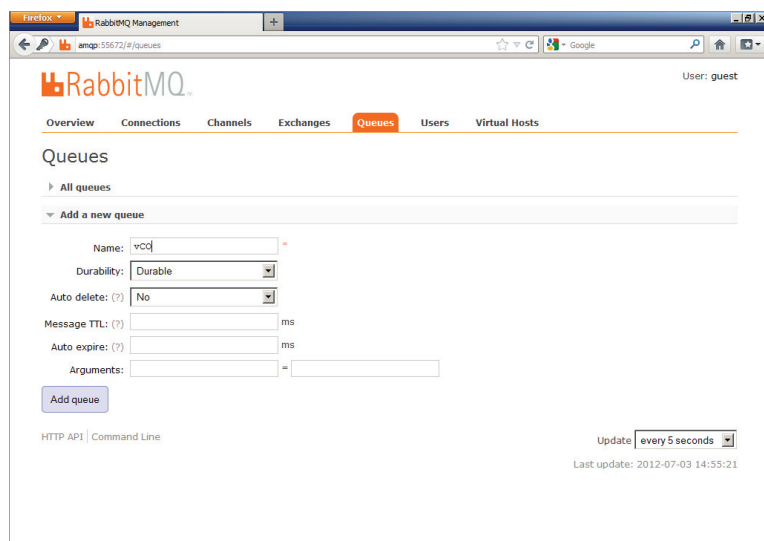 Firefox
RabbitMQ Management
+
amqp:55672/#/queues
Google
RabbitMQ
User: guest
Overview Connections Channels Exchanges Queues Users Virtual Hosts
Queues
All queues
Add a new queue
Name: vCO *
Durability: Durable
Auto delete: (?) No
Message TTL: (?) ms
Auto expire: (?) ms
Arguments: =
Add queue
HTTP API | Command Line
Update every 5 seconds
Last update: 2012-07-03 14:55:21